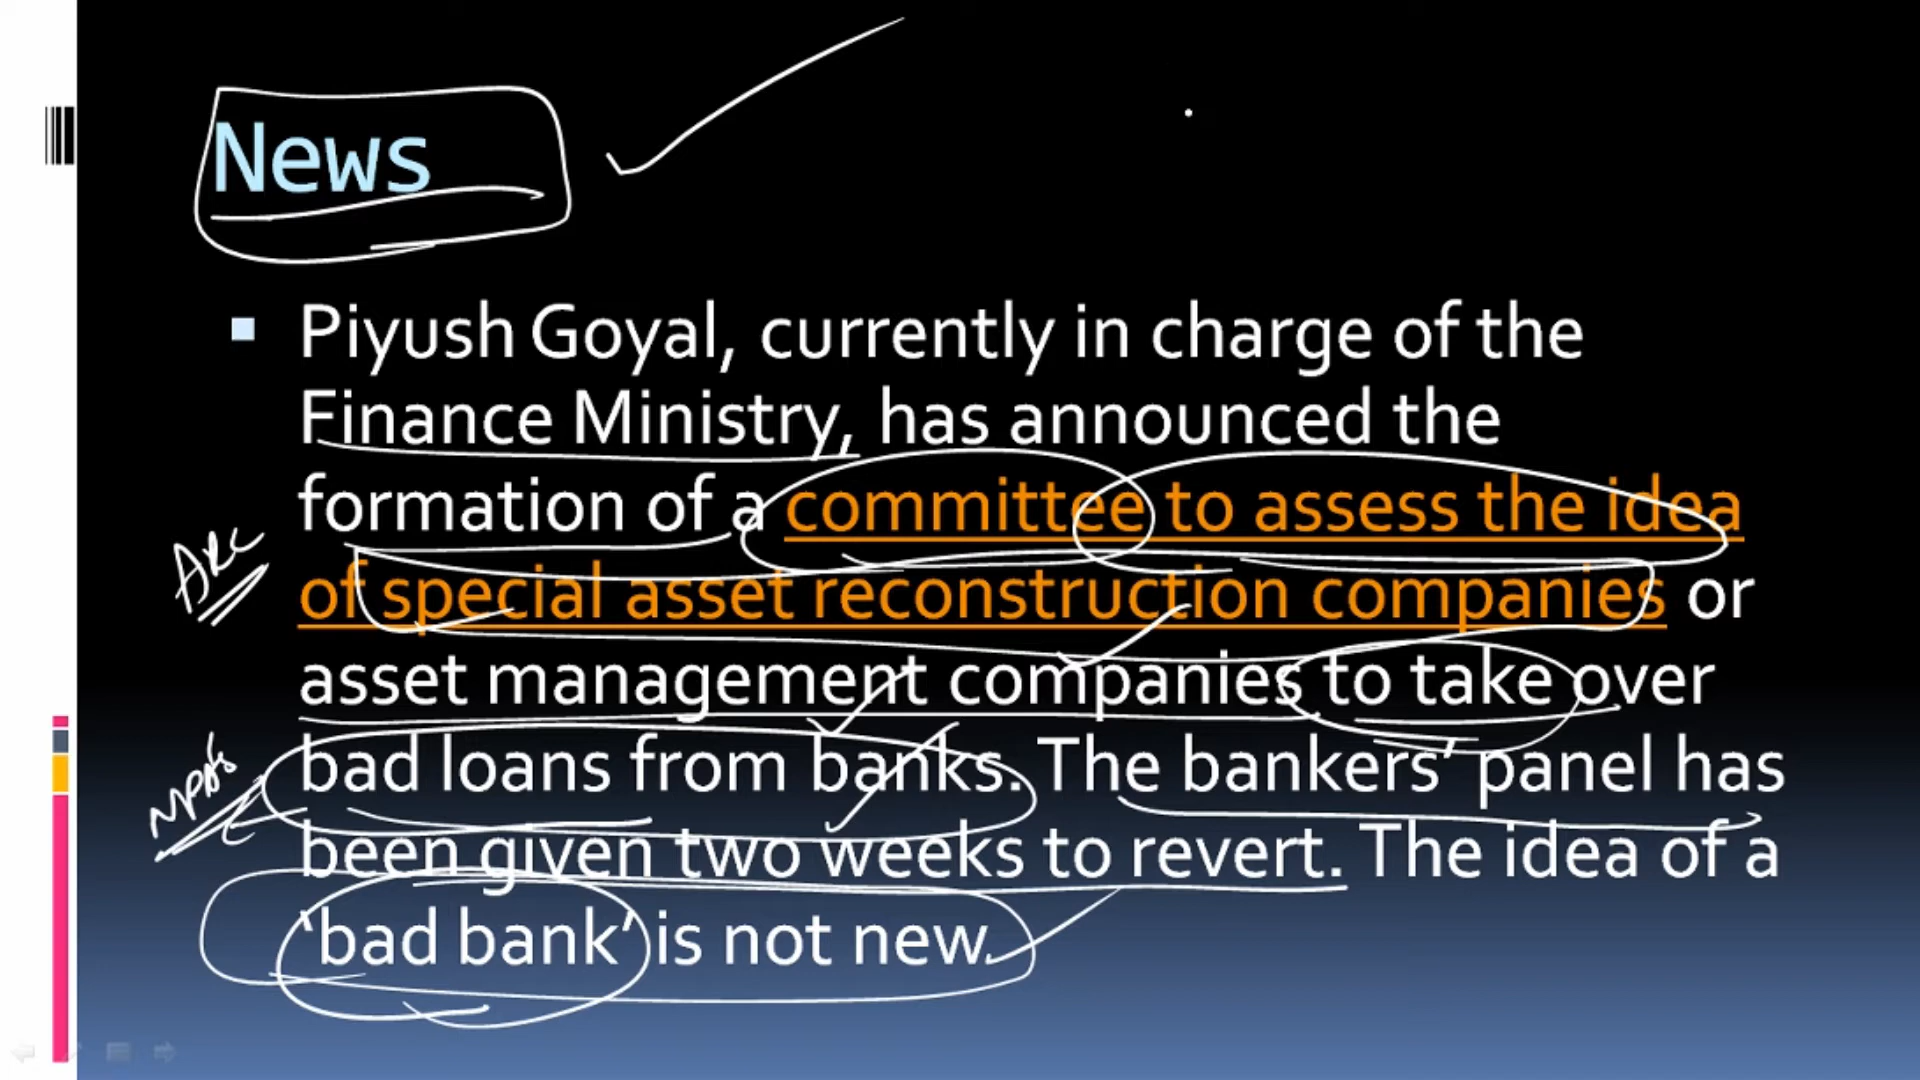 News
Piyush Goyal, currently in charge of the
Finance Ministry, has announced the
formation of a committee to assess the idea
ARC
of special asset reconstruction companies or
asset management companies to take over
NPA's
bad loans from banks. The bankers' panel has
been given two weeks to revert. The idea of a
'bad bank' is not new.